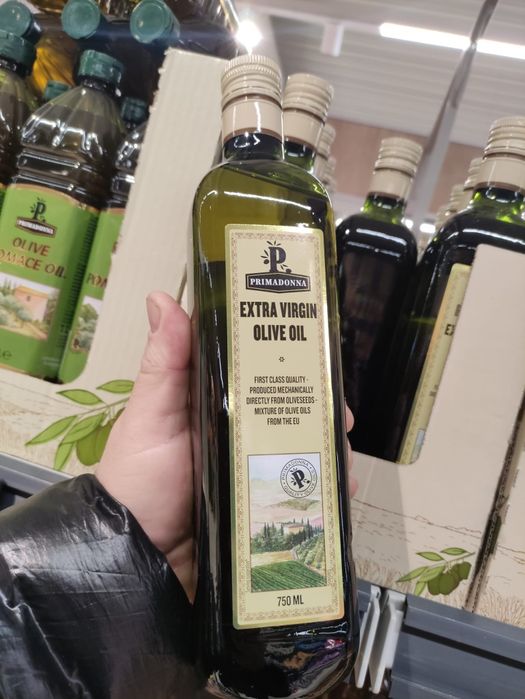 P.
PRIMADONNA
EXTRA VIRGIN
OLIVE OIL
FIRST CLASS QUALITY -
PRODUCED MECHANICALLY
DIRECTLY FROM OLIVESEEDS -
MIXTURE OF OLIVE OILS
FROM THE EU
P.
750 ML
P.
PRIMADONNA
OLIVE
POMACE OIL